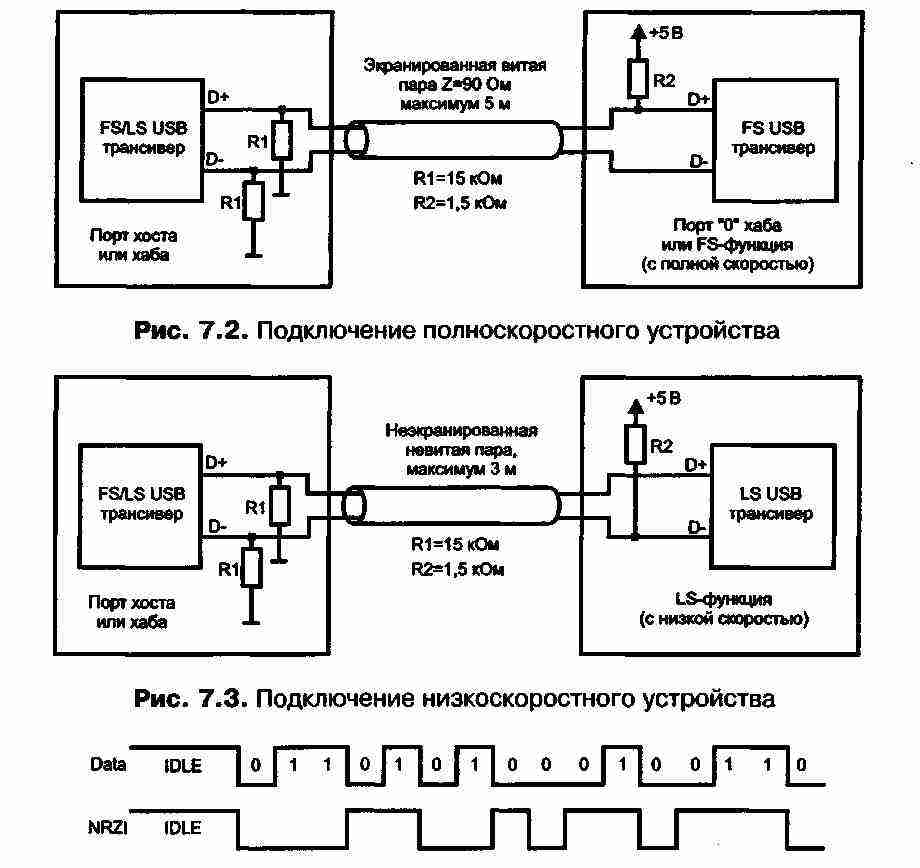 +5 В
Экранированная витая
пара Z=90 Ом
максимум 5 м
R2
D+
D+
FS/LS USB
трансивер
R1
FS USB
трансивер
D-
D-
R1
R1=15 кОм
R2=1,5 кОм
Порт хоста
или хаба
Порт "0" хаба
или FS-функция
(с полной скоростью)
Рис. 7.2. Подключение полноскоростного устройства
+5 В
Неэкранированная
невитая пара,
максимум 3 м
R2
D+
D+
FS/LS USB
трансивер
R1
LS USB
трансивер
D-
D-
R1
R1=15 кОм
R2=1,5 кОм
Порт хоста
или хаба
LS-функция
(с низкой скоростью)
Рис. 7.3. Подключение низкоскоростного устройства
Data IDLE 0 1 1 0 1 0 1 0 0 0 1 0 0 1 1 0
NRZI IDLE